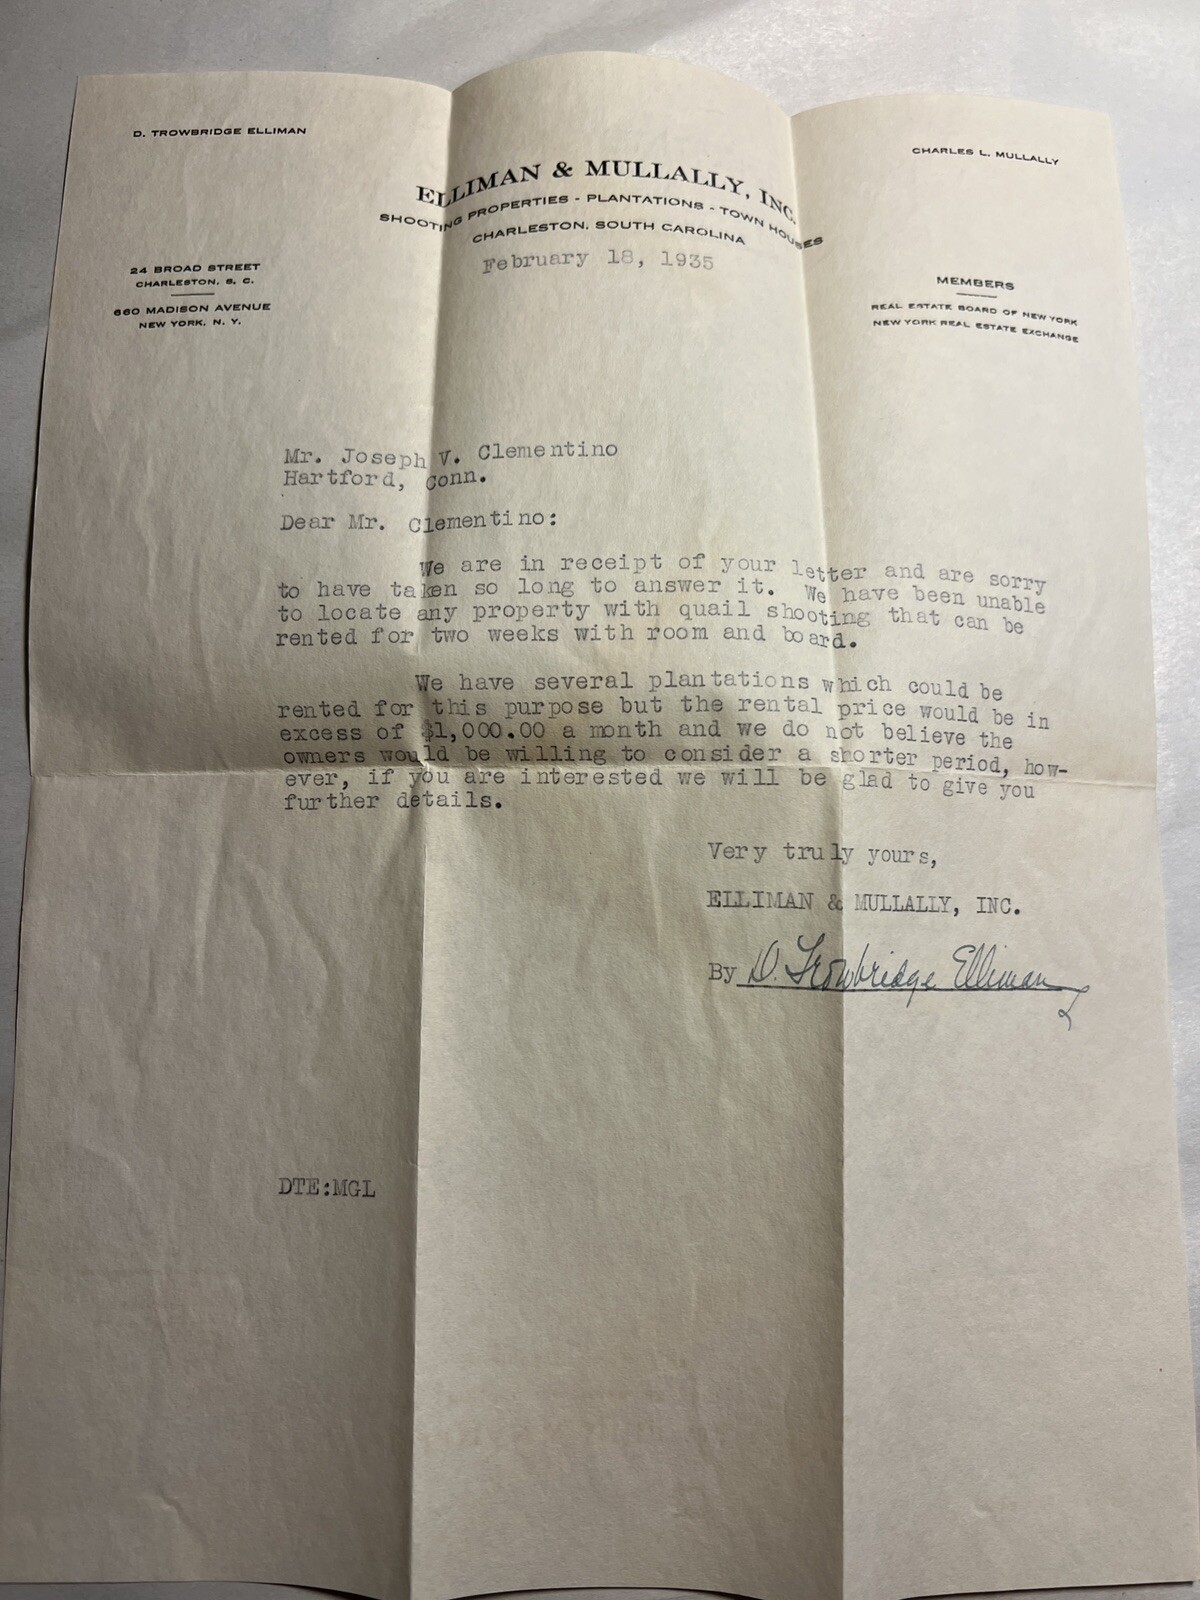 D. TROWBRIDGE ELLIMAN
CHARLES L. MULLALLY
ELLIMAN & MULLALLY, INC.
SHOOTING PROPERTIES - PLANTATIONS - TOWN HOUSES
CHARLESTON, SOUTH CAROLINA
February 18, 1935
24 BROAD STREET
CHARLESTON, S. C.
660 MADISON AVENUE
NEW YORK, N. Y.
MEMBERS
REAL ESTATE BOARD OF NEW YORK
NEW YORK REAL ESTATE EXCHANGE
Mr. Joseph V. Clementino
Hartford, Conn.
Dear Mr. Clementino:
We are in receipt of your letter and are sorry
to have taken so long to answer it. We have been unable
to locate any property with quail shooting that can be
rented for two weeks with room and board.
We have several plantations which could be
rented for this purpose but the rental price would be in
excess of $1,000.00 a month and we do not believe the
owners would be willing to consider a shorter period, how-
ever, if you are interested we will be glad to give you
further details.
Very truly yours,
ELLIMAN & MULLALLY, INC.
By D. Trowbridge Elliman
DTE:MGL